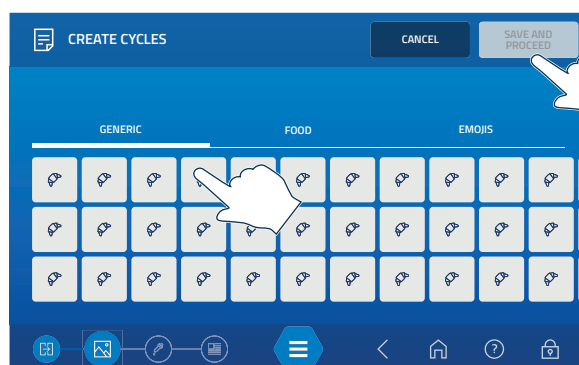 CREATE CYCLES
CANCEL
SAVE AND
PROCEED
GENERIC
FOOD
EMOJIS
?